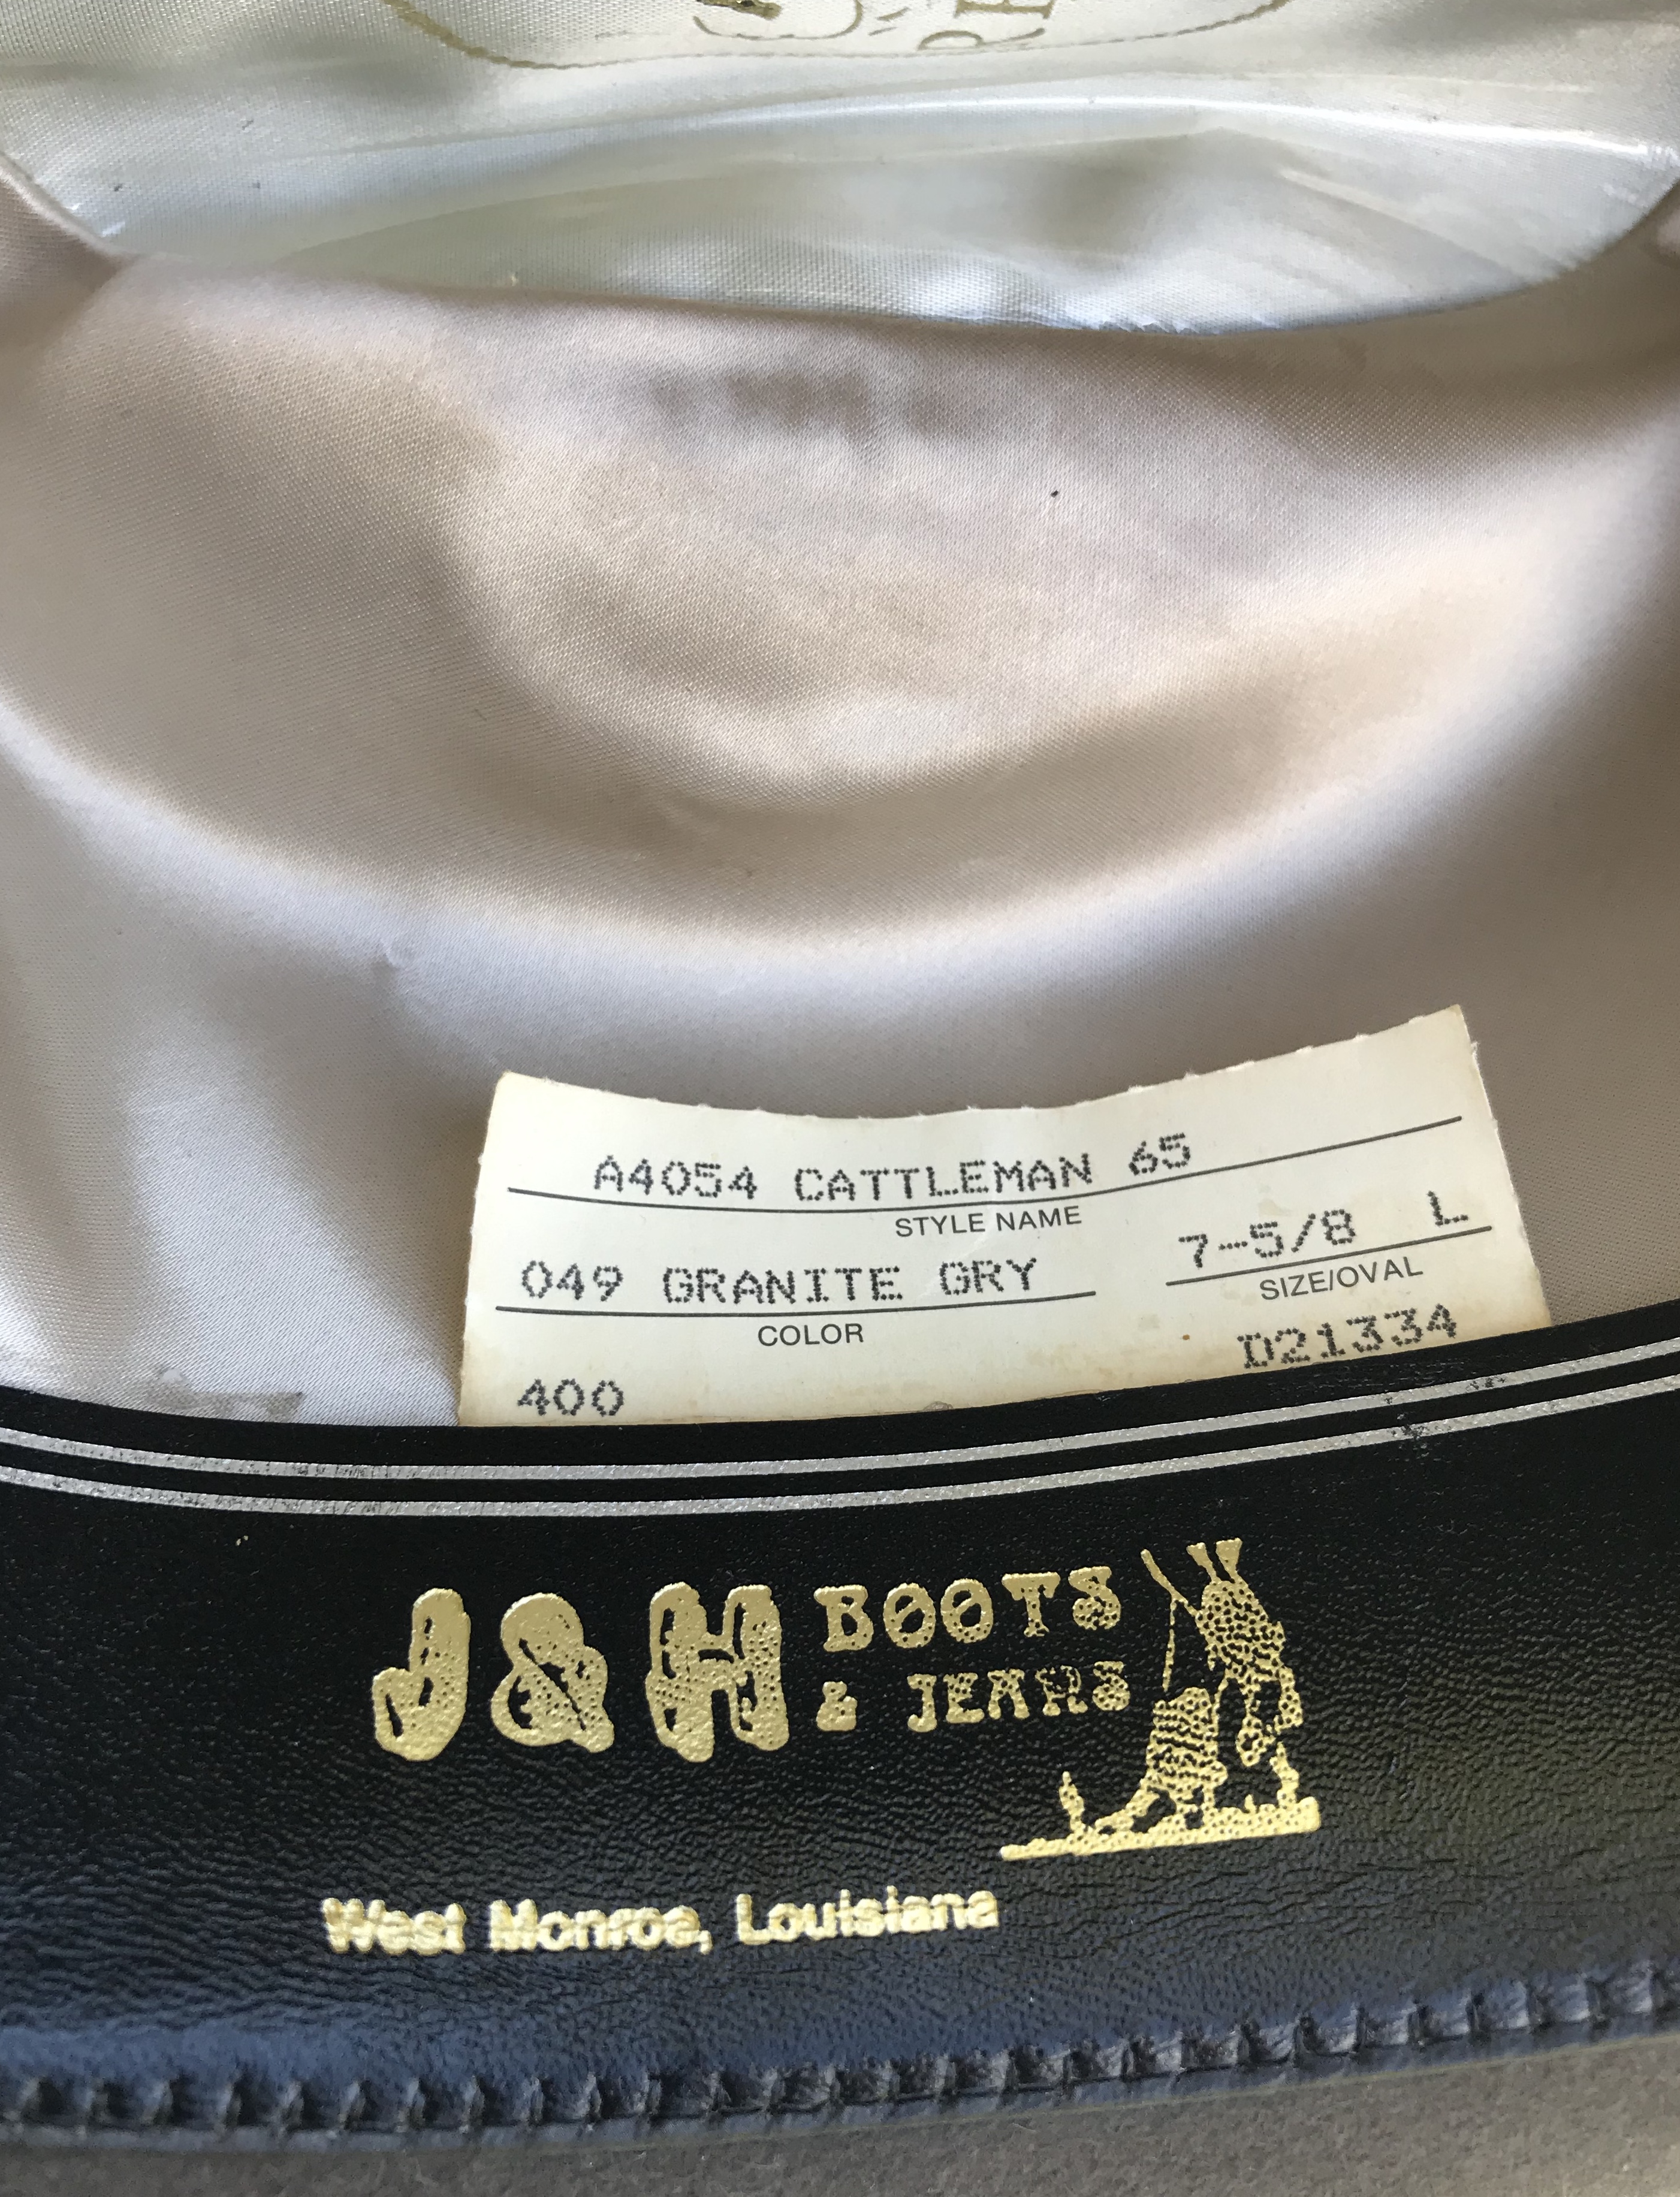 A4054 CATTLEMAN 65
STYLE NAME
049 GRANITE GRY
7-5/8 L
COLOR
SIZE/OVAL
400
D21334
J & H BOOTS
& JEANS
West Monroe, Louisiana